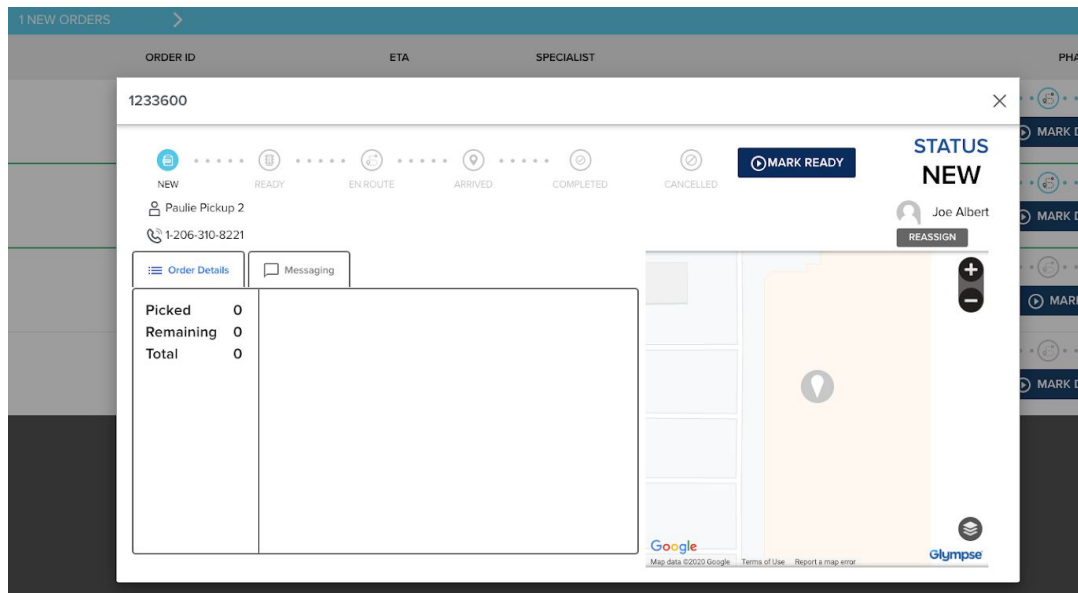 1 NEW ORDERS
ORDER ID ETA SPECIALIST PHA
1233600
MARK D
STATUS
NEW
MARK READY
NEW READY EN ROUTE ARRIVED COMPLETED CANCELLED
Paulie Pickup 2
Joe Albert
MARK D
1-206-310-8221
REASSIGN
Order Details Messaging
Picked 0
MARK
Remaining 0
Total 0
MARK D
Google
Glympse
Map data ©2020 Google Terms of Use Report a map error